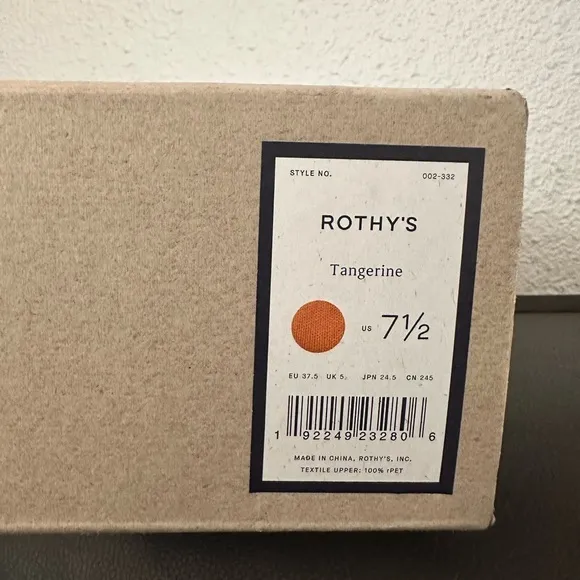 STYLE NO. 002-332
ROTHY'S
Tangerine
US 7½
EU 37.5 UK 5 JPN 24.5 CN 245
1 92249 23280 6
MADE IN CHINA, ROTHY'S, INC.
TEXTILE UPPER: 100% rPET